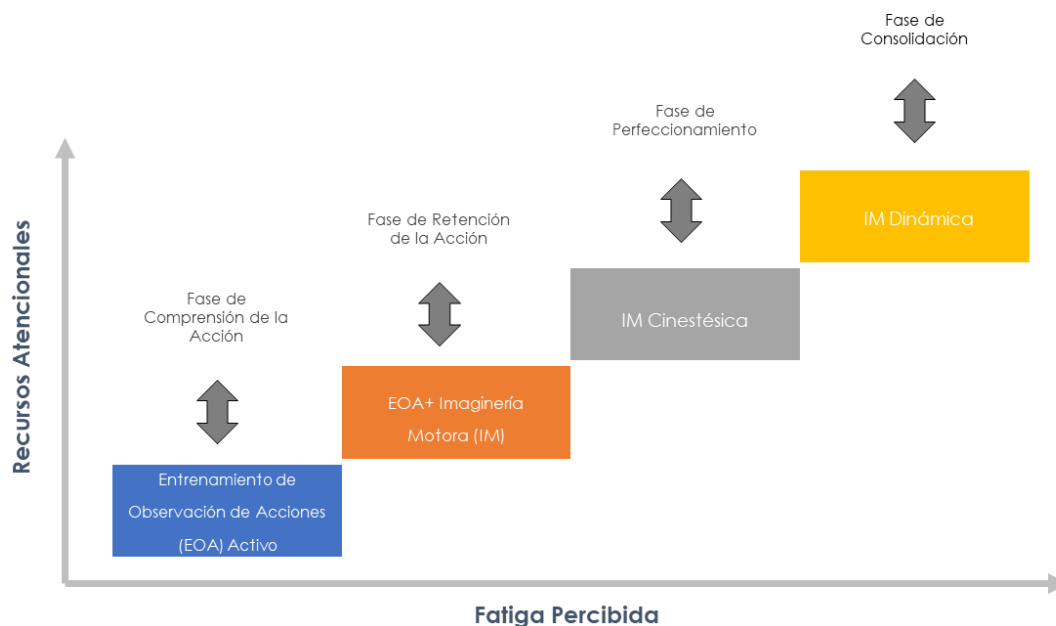 Fase de
Consolidación
Fase de
Perfeccionamiento
IM Dinámica
Fase de Retención
de la Acción
IM Cinestésica
Fase de
Comprensión de la
Acción
EOA+ Imaginería
Motora (IM)
Entrenamiento de
Observación de Acciones
(EOA) Activo
Recursos Atencionales
Fatiga Percibida